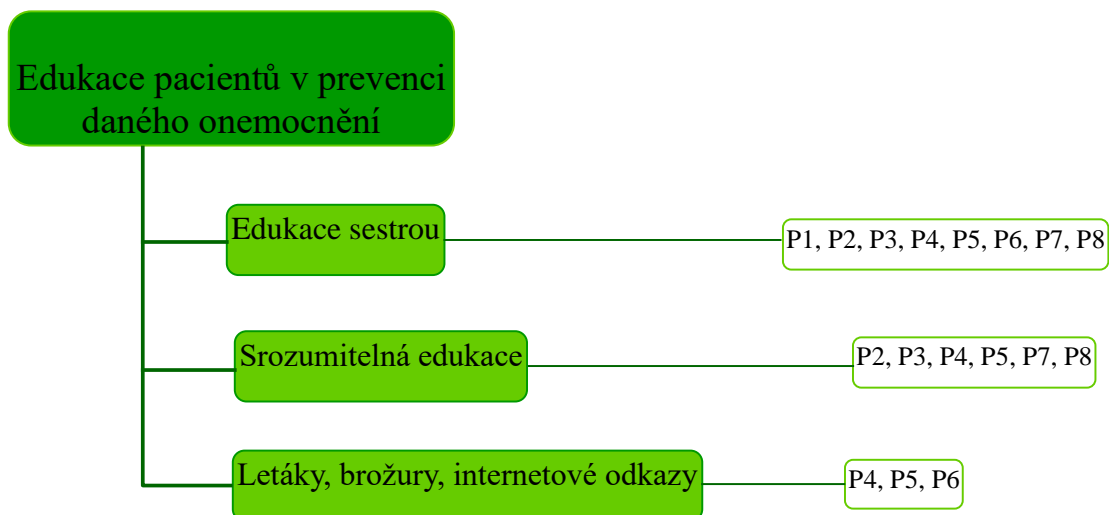 Edukace pacientů v prevenci
daného onemocnění
Edukace sestrou
P1, P2, P3, P4, P5, P6, P7, P8
Srozumitelná edukace
P2, P3, P4, P5, P7, P8
Letáky, brožury, internetové odkazy
P4, P5, P6